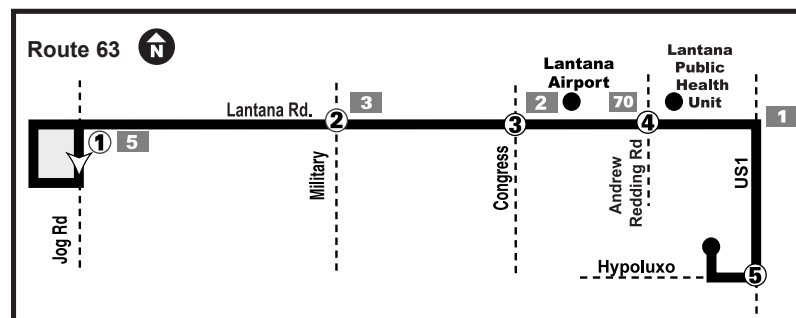 Route 63
N
Lantana
Airport
Lantana
Public
Health
Unit
Lantana Rd.
3
2
70
1
1
5
2
3
4
Jog Rd
Military
Congress
Andrew
Redding Rd
US1
Hypoluxo
5